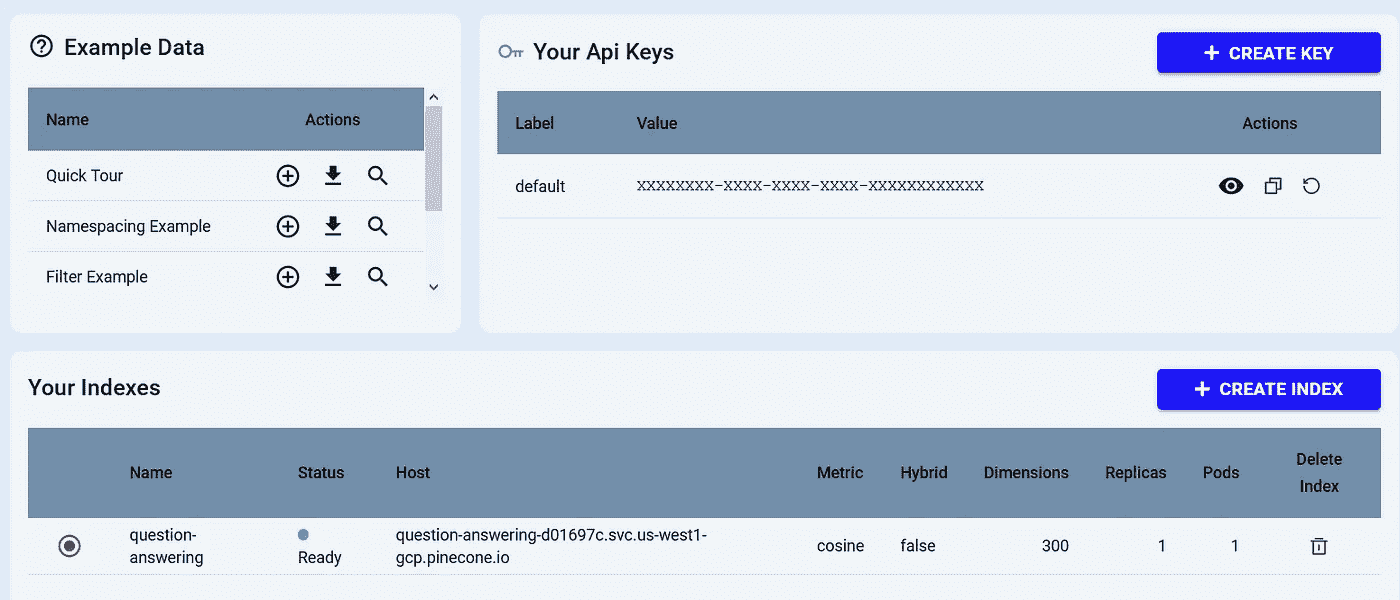 Example Data
Name Actions
Quick Tour
Namespacing Example
Filter Example
Your Api Keys
+ CREATE KEY
Label Value Actions
default XXXXXXXX-XXXX-XXXX-XXXX-XXXXXXXXXXXX
Your Indexes
+ CREATE INDEX
Name Status Host Metric Hybrid Dimensions Replicas Pods Delete
Index
question- question-answering-d01697c.svc.us-west1-
answering Ready gcp.pinecone.io cosine false 300 1 1